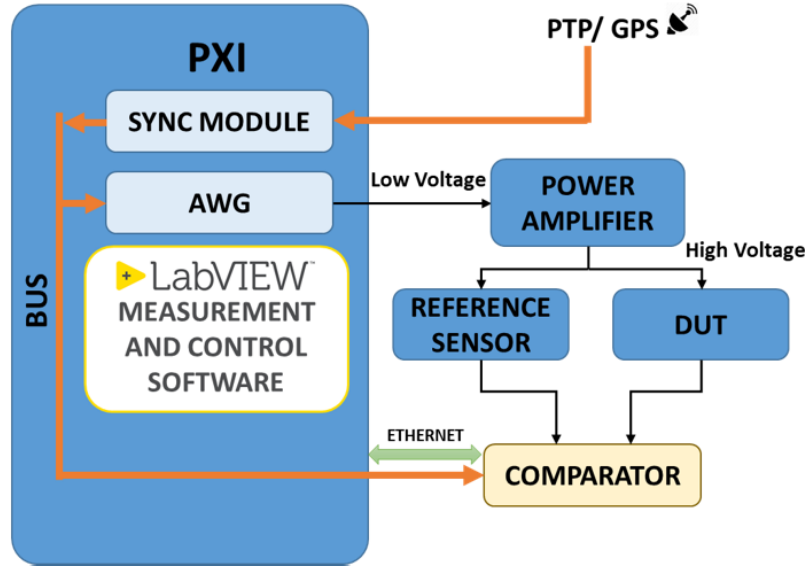 PTP/ GPS
PXI
SYNC MODULE
AWG
Low Voltage
POWER
AMPLIFIER
High Voltage
BUS
LabVIEW™
MEASUREMENT
AND CONTROL
SOFTWARE
REFERENCE
SENSOR
DUT
ETHERNET
COMPARATOR